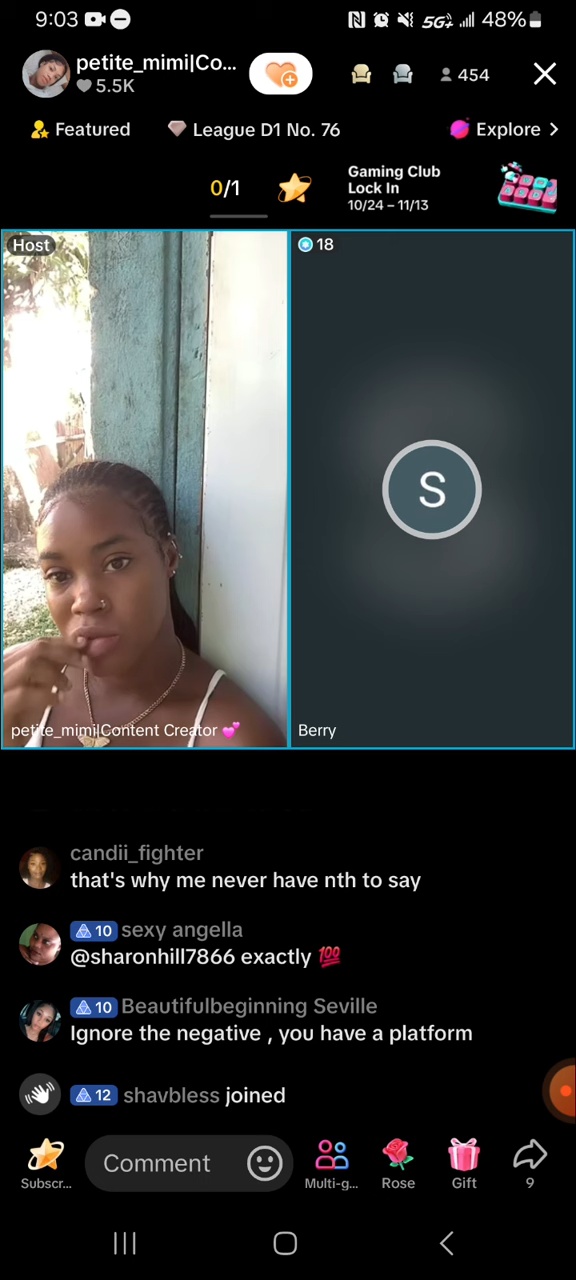 9:03
5G 48%
petite_mimi|Co...
5.5K
454
Featured
League D1 No. 76
Explore >
0/1
Gaming Club
Lock In
10/24 – 11/13
Host
18
S
petite_mimi|Content Creator 💕
Berry
candii_fighter
that's why me never have nth to say
10 sexy angella
@sharonhill7866 exactly 💯
10 Beautifulbeginning Seville
Ignore the negative , you have a platform
12 shavbless joined
Comment
Subscr...
Multi-g...
Rose
Gift
9